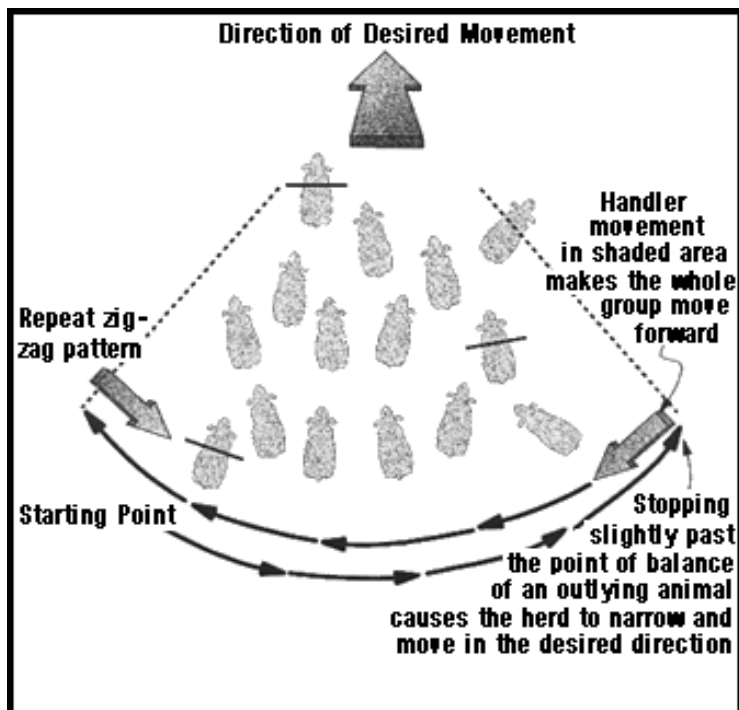 Direction of Desired Movement
Handler
movement
in shaded area
makes the whole
group move
forward
Repeat zig-
zag pattern
Starting Point
Stopping
slightly past
the point of balance
of an outlying animal
causes the herd to narrow and
move in the desired direction